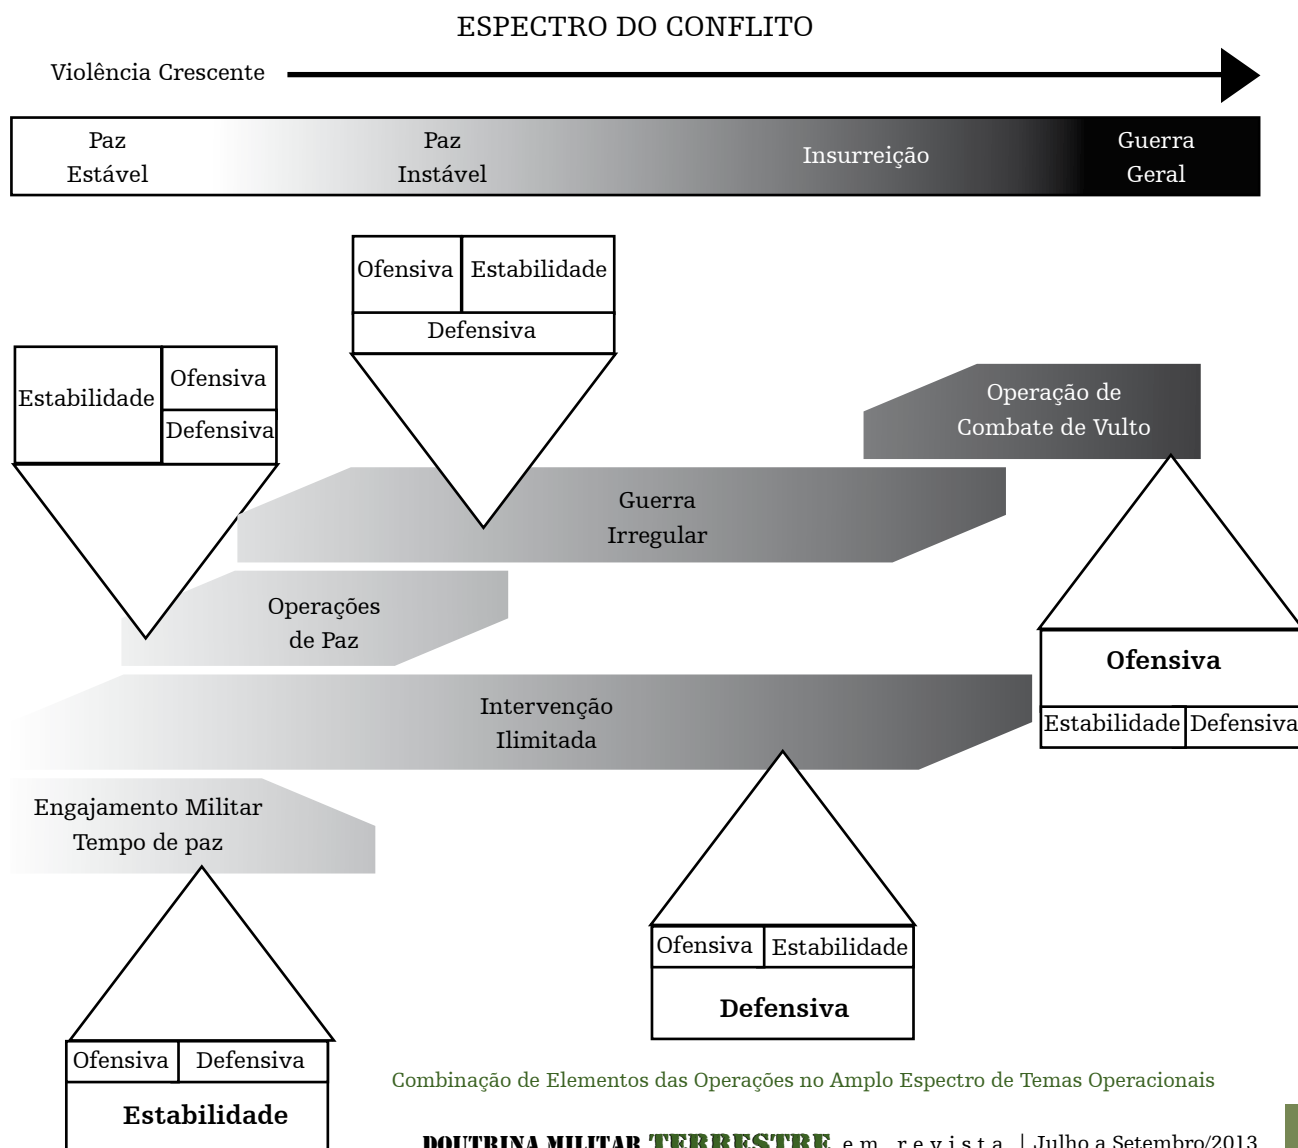 ESPECTRO DO CONFLITO
Violência Crescente
Paz
Estável
Paz
Instável
Insurreição
Guerra
Geral
Ofensiva
Estabilidade
Defensiva
Estabilidade
Ofensiva
Defensiva
Operação de
Combate de Vulto
Guerra
Irregular
Operações
de Paz
Ofensiva
Estabilidade
Defensiva
Intervenção
Ilimitada
Engajamento Militar
Tempo de paz
Ofensiva
Estabilidade
Defensiva
Ofensiva
Defensiva
Estabilidade
Combinação de Elementos das Operações no Amplo Espectro de Temas Operacionais
DOUTRINA MILITAR TERRESTRE em revista | Julho a Setembro/2013